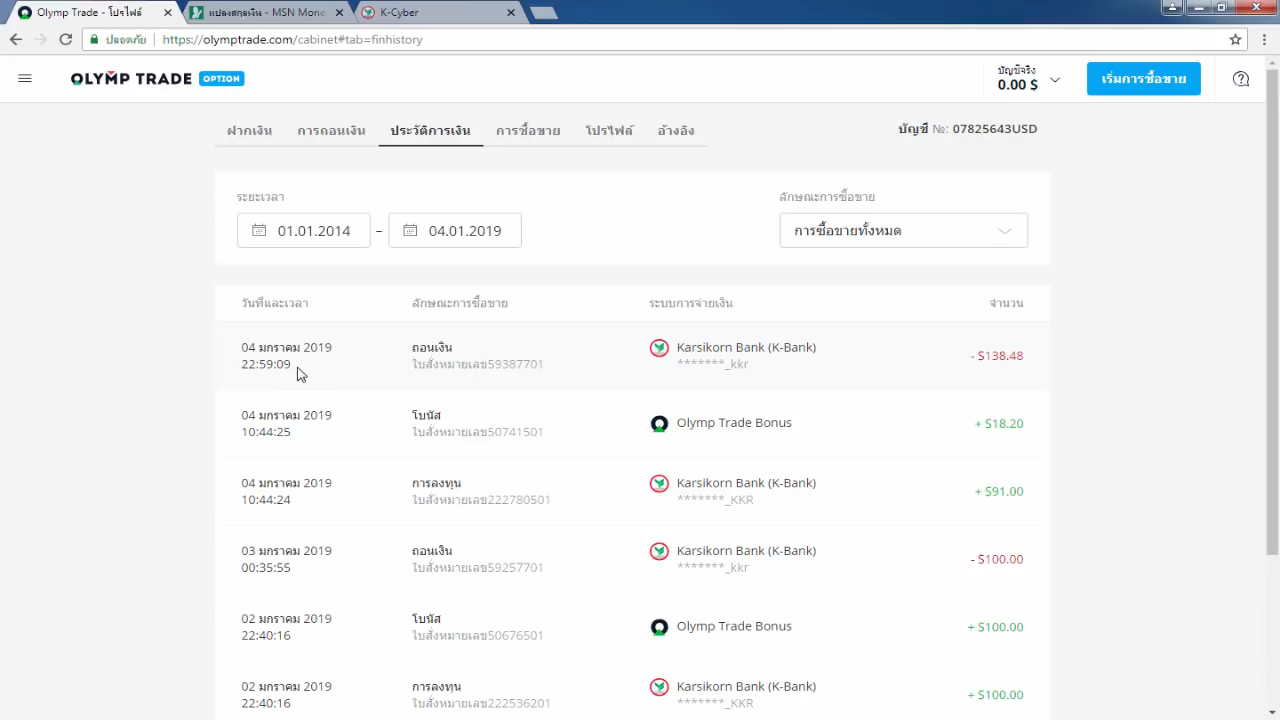 Olymp Trade - โปรไฟล์
แปลงสกุลเงิน - MSN Mone
K-Cyber
ปลอดภัย
https://olymptrade.com/cabinet#tab=finhistory
OLYMP TRADE OPTION
บัญชีจริง
0.00 $
เริ่มการซื้อขาย
ฝากเงิน การถอนเงิน ประวัติการเงิน การซื้อขาย โปรไฟล์ อ้างอิง
บัญชี №: 07825643USD
ระยะเวลา
ลักษณะการซื้อขาย
01.01.2014 – 04.01.2019
การซื้อขายทั้งหมด
วันที่และเวลา ลักษณะการซื้อขาย ระบบการจ่ายเงิน จำนวน
04 มกราคม 2019 ถอนเงิน Karsikorn Bank (K-Bank)
- $138.48
22:59:09 ใบสั่งหมายเลข59387701 *******_kkr
04 มกราคม 2019 โบนัส
Olymp Trade Bonus + $18.20
10:44:25 ใบสั่งหมายเลข50741501
04 มกราคม 2019 การลงทุน Karsikorn Bank (K-Bank)
+ $91.00
10:44:24 ใบสั่งหมายเลข222780501 *******_KKR
03 มกราคม 2019 ถอนเงิน Karsikorn Bank (K-Bank)
- $100.00
00:35:55 ใบสั่งหมายเลข59257701 *******_kkr
02 มกราคม 2019 โบนัส
Olymp Trade Bonus + $100.00
22:40:16 ใบสั่งหมายเลข50676501
02 มกราคม 2019 การลงทุน Karsikorn Bank (K-Bank)
+ $100.00
22:40:16 ใบสั่งหมายเลข222536201 *******_KKR